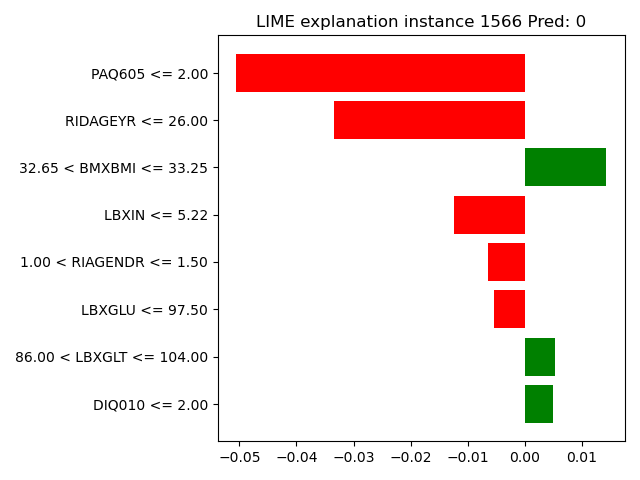 LIME explanation instance 1566 Pred: 0
PAQ605 <= 2.00
RIDAGEYR <= 26.00
32.65 < BMXBMI <= 33.25
LBXIN <= 5.22
1.00 < RIAGENDR <= 1.50
LBXGLU <= 97.50
86.00 < LBXGLT <= 104.00
DIQ010 <= 2.00
−0.05 −0.04 −0.03 −0.02 −0.01 0.00 0.01